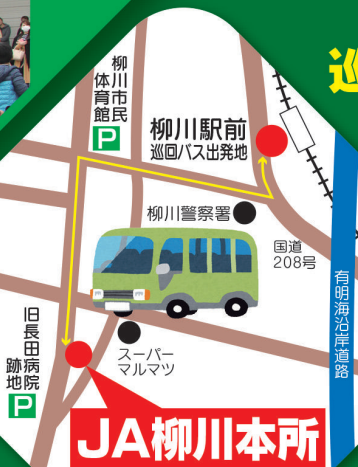 巡
柳川市民
体育館
P
柳川駅前
巡回バス出発地
柳川警察署
国道
208号
有明海沿岸道路
旧長田病院
跡地
P
スーパー
マルマツ
JA柳川本所